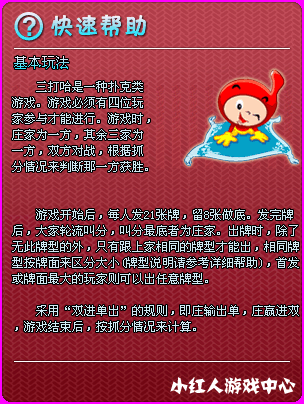 ? 快速帮助
基本玩法
三打哈是一种扑克类
游戏。游戏必须有四位玩
家参与才能进行。游戏时，
庄家为一方，其余三家为
一方，双方对战，根据抓
分情况来判断那一方获胜。
游戏开始后，每人发21张牌，留8张做底。发完牌
后，大家轮流叫分，叫分最底者为庄家。出牌时，除了
无此牌型的外，只有跟上家相同的牌型才能出，相同牌
型按牌面来区分大小(牌型说明请参考详细帮助)，首发
或牌面最大的玩家则可以出任意牌型。
采用“双进单出”的规则，即庄输出单，庄赢进双
，游戏结束后，按抓分情况来计算。
小红人游戏中心